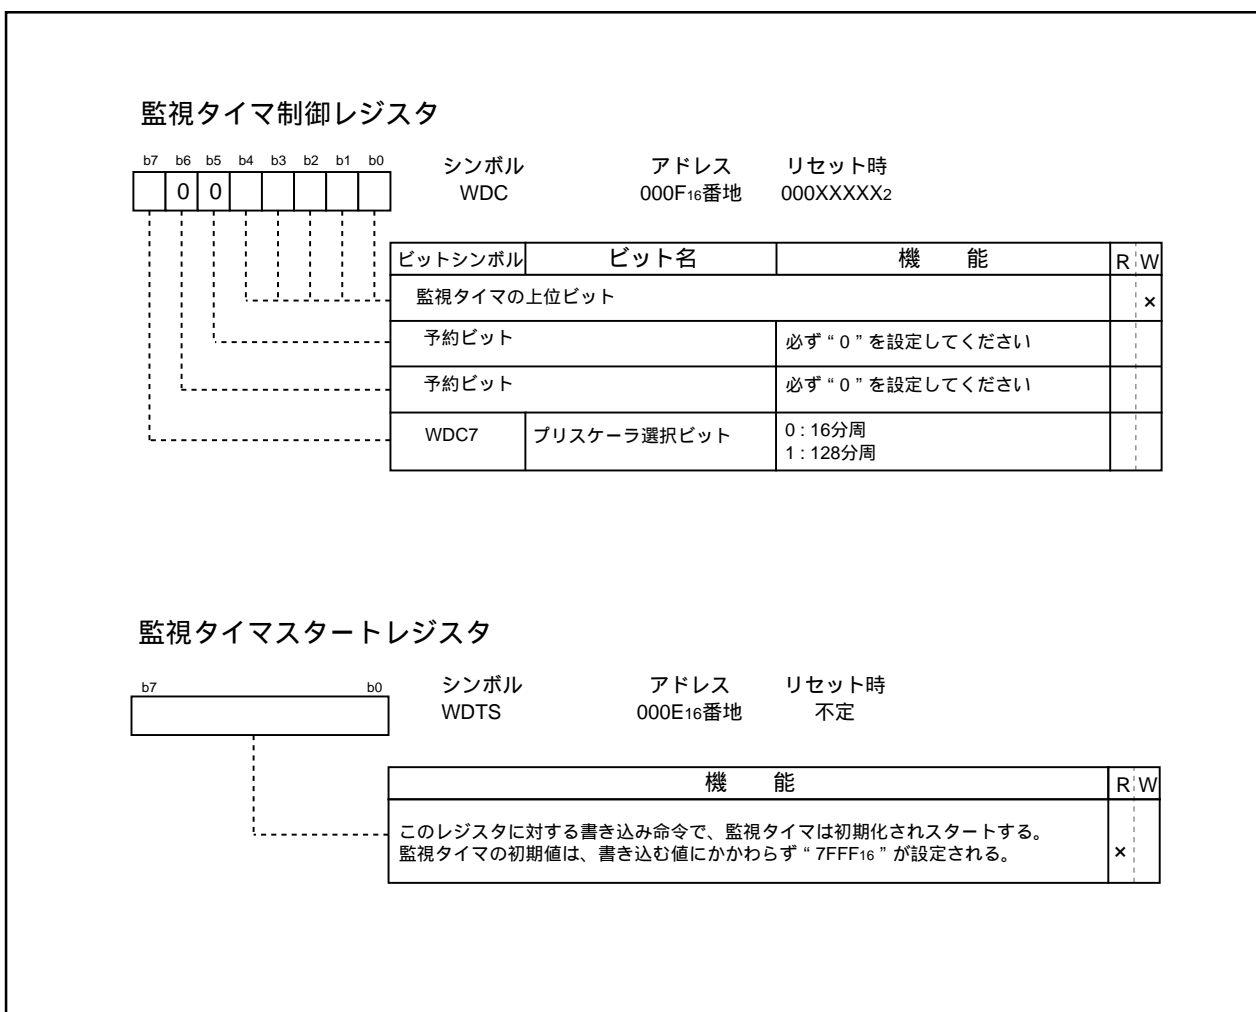 監視タイマ制御レジスタ
b7 b6 b5 b4 b3 b2 b1 b0
0 0
シンボル アドレス リセット時
WDC 000F16番地 000XXXXX2
ビットシンボル ビット名 機 能 R W
監視タイマの上位ビット ×
予約ビット 必ず“0”を設定してください
予約ビット 必ず“0”を設定してください
WDC7 プリスケーラ選択ビット 0 : 16分周
1 : 128分周
監視タイマスタートレジスタ
b7 b0
シンボル アドレス リセット時
WDTS 000E16番地 不定
機 能 R W
このレジスタに対する書き込み命令で、監視タイマは初期化されスタートする。
監視タイマの初期値は、書き込む値にかかわらず“7FFF16”が設定される。 ×